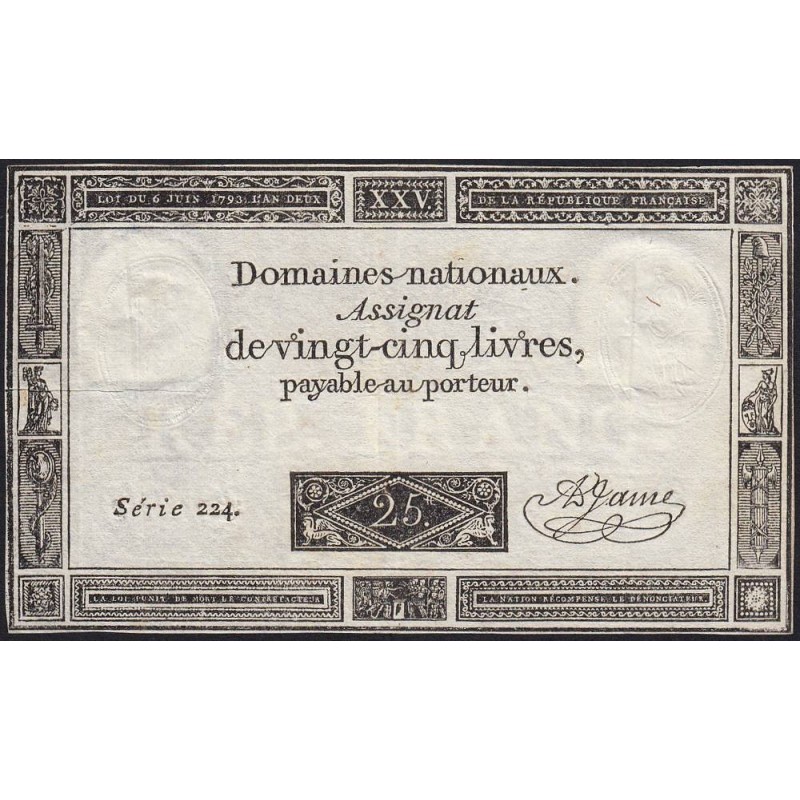 LOI DU 6 JUIN 1793. L'AN DEUX
XXV.
DE LA RÉPUBLIQUE FRANÇAISE
Domaines nationaux.
Assignat
de vingt-cinq livres,
payable au porteur.
Série 224.
25.
A Jame
LA LOI PUNIT DE MORT LE CONTREFACTEUR
LA NATION RÉCOMPENSE LE DÉNONCIATEUR